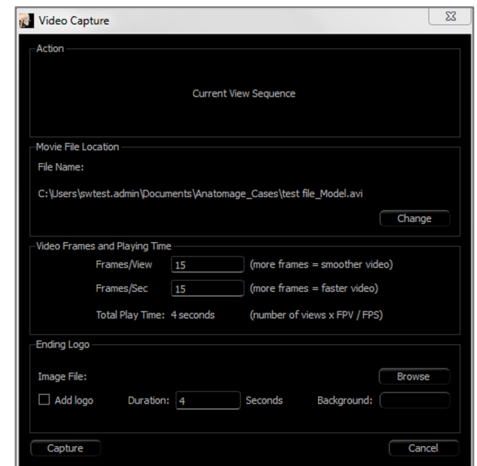 Video Capture
Action
Current View Sequence
Movie File Location
File Name:
C:\Users\swtest.admin\Documents\Anatomage_Cases\test file_Model.avi
Change
Video Frames and Playing Time
Frames/View 15 (more frames = smoother video)
Frames/Sec 15 (more frames = faster video)
Total Play Time: 4 seconds (number of views x FPV / FPS)
Ending Logo
Image File: Browse
Add logo Duration: 4 Seconds Background:
Capture Cancel